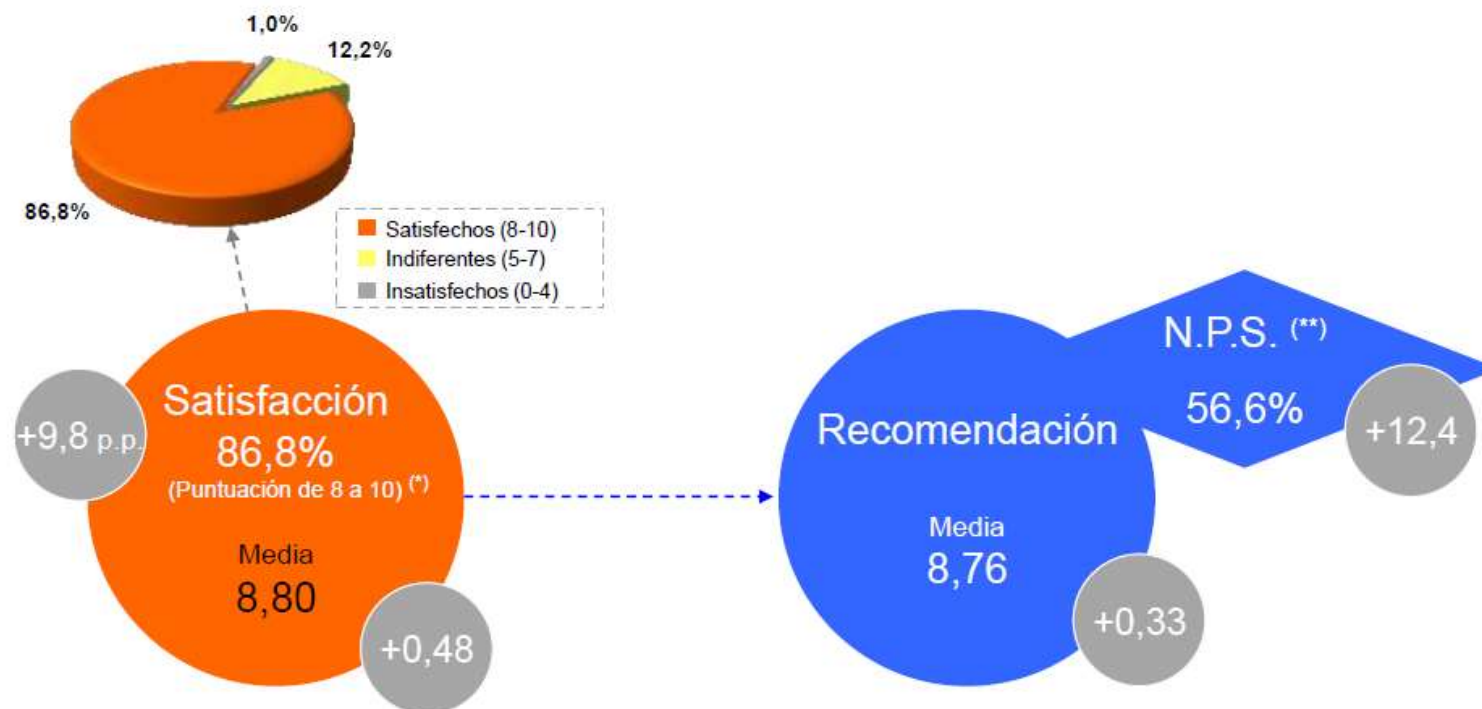 1,0%
12,2%
86,8%
Satisfechos (8-10)
Indiferentes (5-7)
Insatisfechos (0-4)
+9,8 p.p.
Satisfacción
86,8%
(Puntuación de 8 a 10) (*)
Media
8,80
+0,48
Recomendación
Media
8,76
+0,33
N.P.S. (**)
56,6%
+12,4